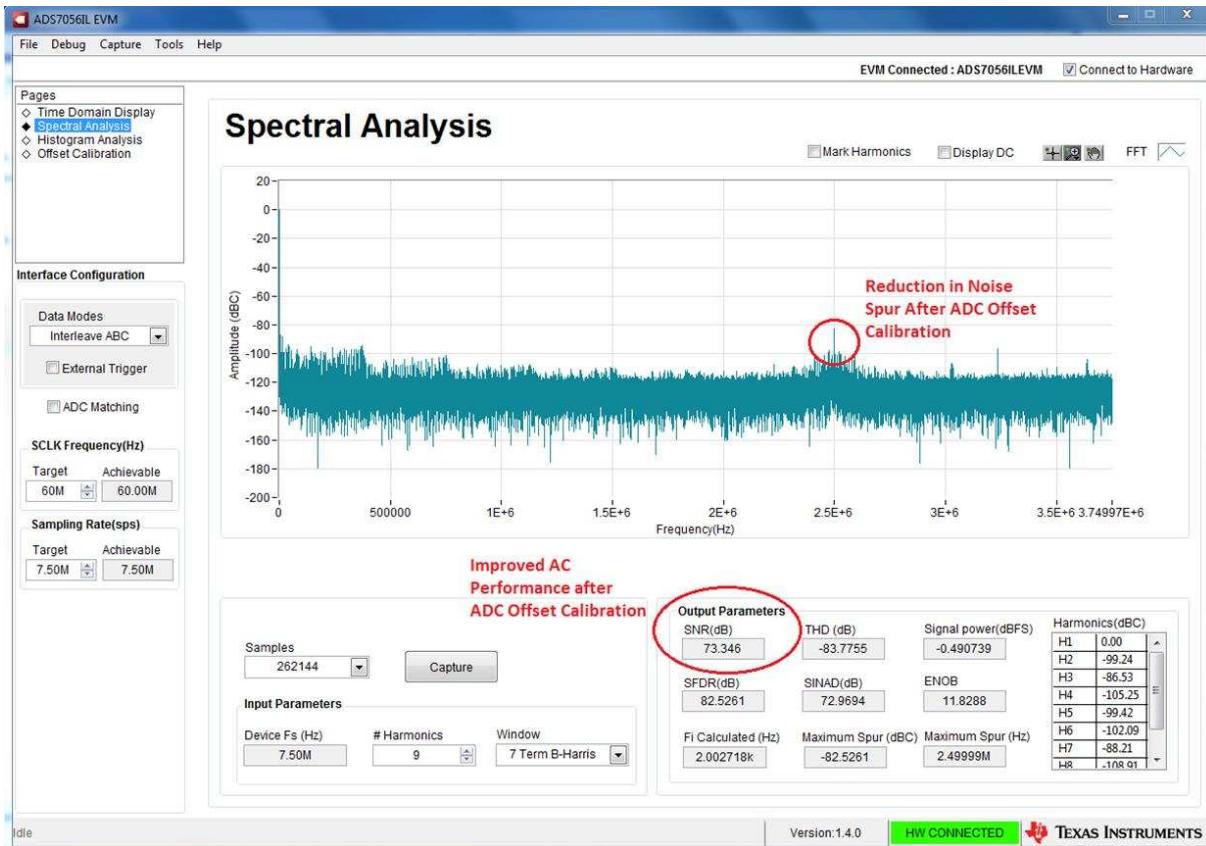 ADS7056IL EVM
File Debug Capture Tools Help
EVM Connected : ADS7056ILEVM Connect to Hardware
Pages
Time Domain Display
Spectral Analysis
Histogram Analysis
Offset Calibration
Interface Configuration
Data Modes
Interleave ABC
External Trigger
ADC Matching
SCLK Frequency(Hz)
Target Achievable
60M 60.00M
Sampling Rate(sps)
Target Achievable
7.50M 7.50M
Spectral Analysis
Mark Harmonics Display DC FFT
Amplitude (dBC)
20
0
-20
-40
-60
-80
-100
-120
-140
-160
-180
-200
0 500000 1E+6 1.5E+6 2E+6 2.5E+6 3E+6 3.5E+6 3.74997E+6
Frequency(Hz)
Reduction in Noise
Spur After ADC Offset
Calibration
Improved AC
Performance after
ADC Offset Calibration
Samples
262144
Capture
Input Parameters
Device Fs (Hz) # Harmonics Window
7.50M 9 7 Term B-Harris
Output Parameters
SNR(dB) THD (dB) Signal power(dBFS)
73.346 -83.7755 -0.490739
SFDR(dB) SINAD(dB) ENOB
82.5261 72.9694 11.8288
Fi Calculated (Hz) Maximum Spur (dBC) Maximum Spur (Hz)
2.002718k -82.5261 2.49999M
Harmonics(dBC)
H1 0.00
H2 -99.24
H3 -86.53
H4 -105.25
H5 -99.42
H6 -102.09
H7 -88.21
H8 -108.91
Idle
Version:1.4.0 HW CONNECTED TEXAS INSTRUMENTS